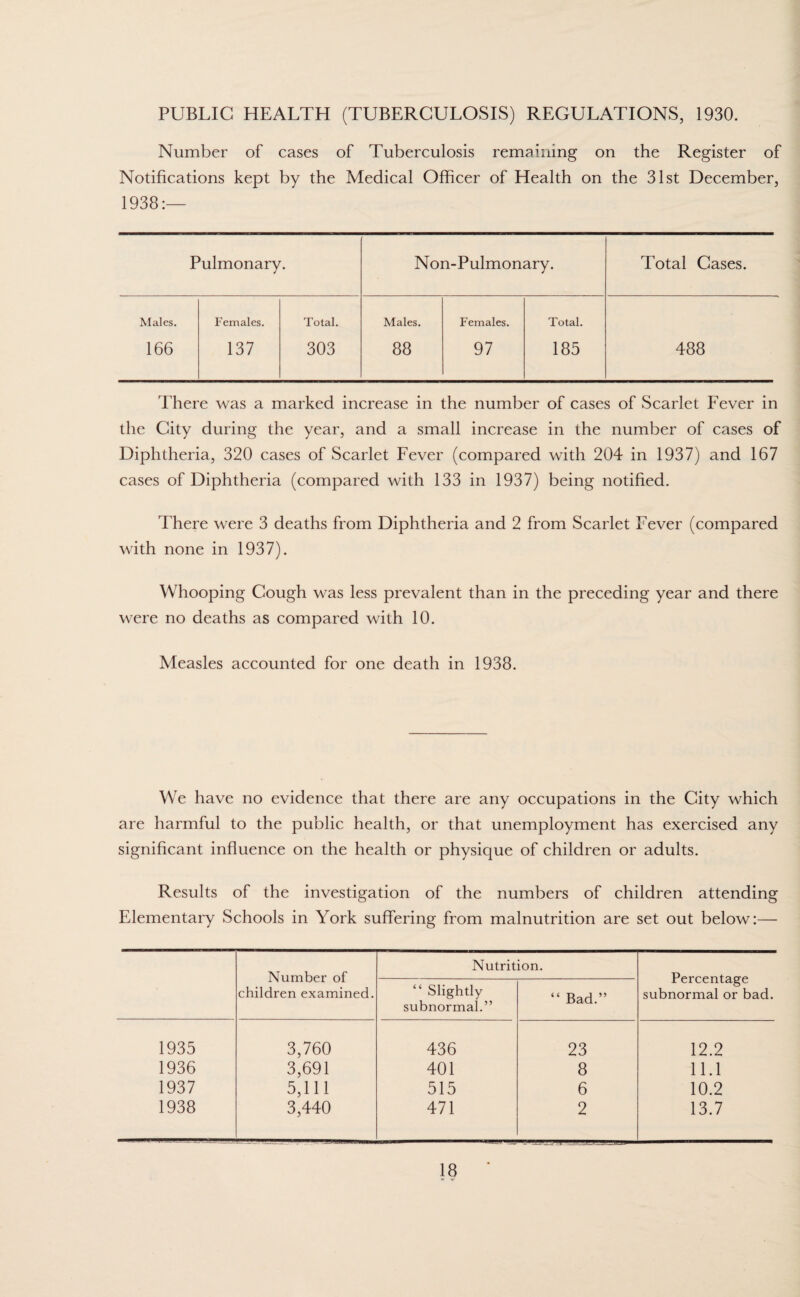 PUBLIC HEALTH (TUBERCULOSIS) REGULATIONS, 1930.
Number of cases of Tuberculosis remaining on the Register of
Notifications kept by the Medical Officer of Health on the 31st December,
1938:—
Pulmonary. Non-Pulmonary. Total Cases.
Males. Females. Total. Males. Females. Total.
166 137 303 88 97 185 488
There was a marked increase in the number of cases of Scarlet Fever in
the City during the year, and a small increase in the number of cases of
Diphtheria, 320 cases of Scarlet Fever (compared with 204 in 1937) and 167
cases of Diphtheria (compared with 133 in 1937) being notified.
There were 3 deaths from Diphtheria and 2 from Scarlet Fever (compared
with none in 1937).
Whooping Cough was less prevalent than in the preceding year and there
were no deaths as compared with 10.
Measles accounted for one death in 1938.
We have no evidence that there are any occupations in the City which
are harmful to the public health, or that unemployment has exercised any
significant influence on the health or physique of children or adults.
Results of the investigation of the numbers of children attending
Elementary Schools in York suffering from malnutrition are set out below:—
Number of children examined. Nutrition. Percentage subnormal or bad.
“ Slightly subnormal.” “ Bad.”
1935 3,760 436 23 12.2
1936 3,691 401 8 11.1
1937 5,111 515 6 10.2
1938 3,440 471 2 13.7
18